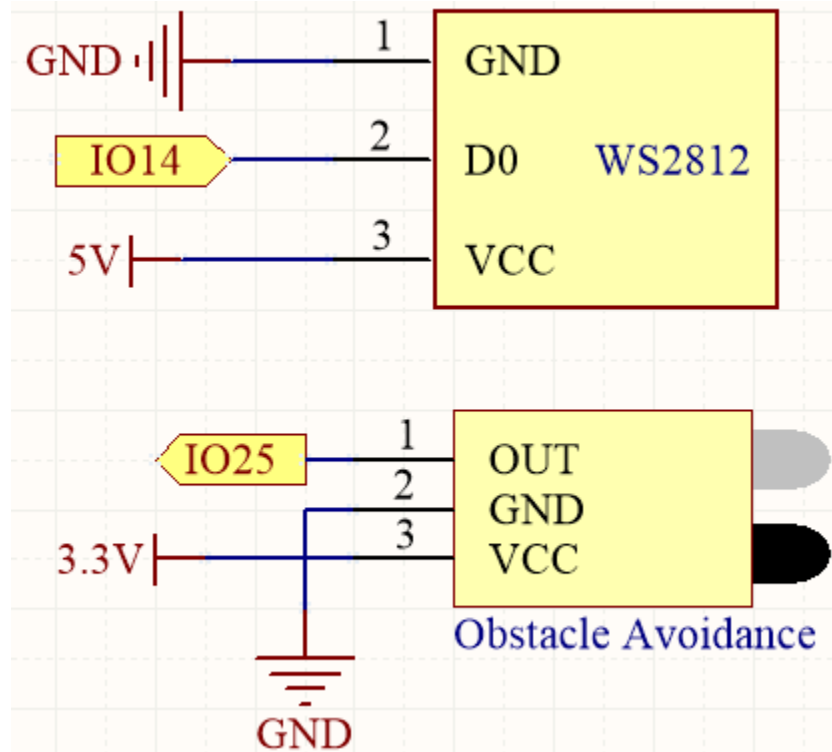 GND 1 GND
IO14 2 D0 WS2812
5V 3 VCC
IO25 1 OUT
2 GND
3.3V 3 VCC
Obstacle Avoidance
GND